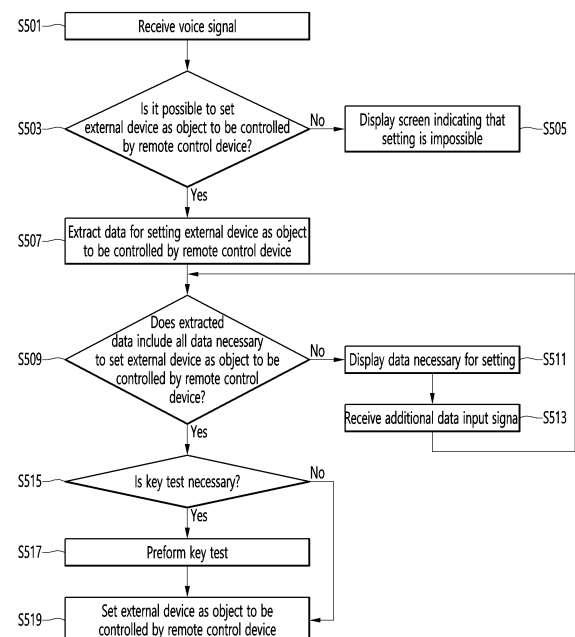 S501
Receive voice signal
S503
Is it possible to set
external device as object to be controlled
by remote control device?
No
Display screen indicating that
setting is impossible
S505
Yes
S507
Extract data for setting external device as object
to be controlled by remote control device
S509
Does extracted
data include all data necessary
to set external device as object to be
controlled by remote control
device?
No
Display data necessary for setting
S511
Receive additional data input signal
S513
Yes
S515
Is key test necessary?
No
Yes
S517
Preform key test
S519
Set external device as object to be
controlled by remote control device